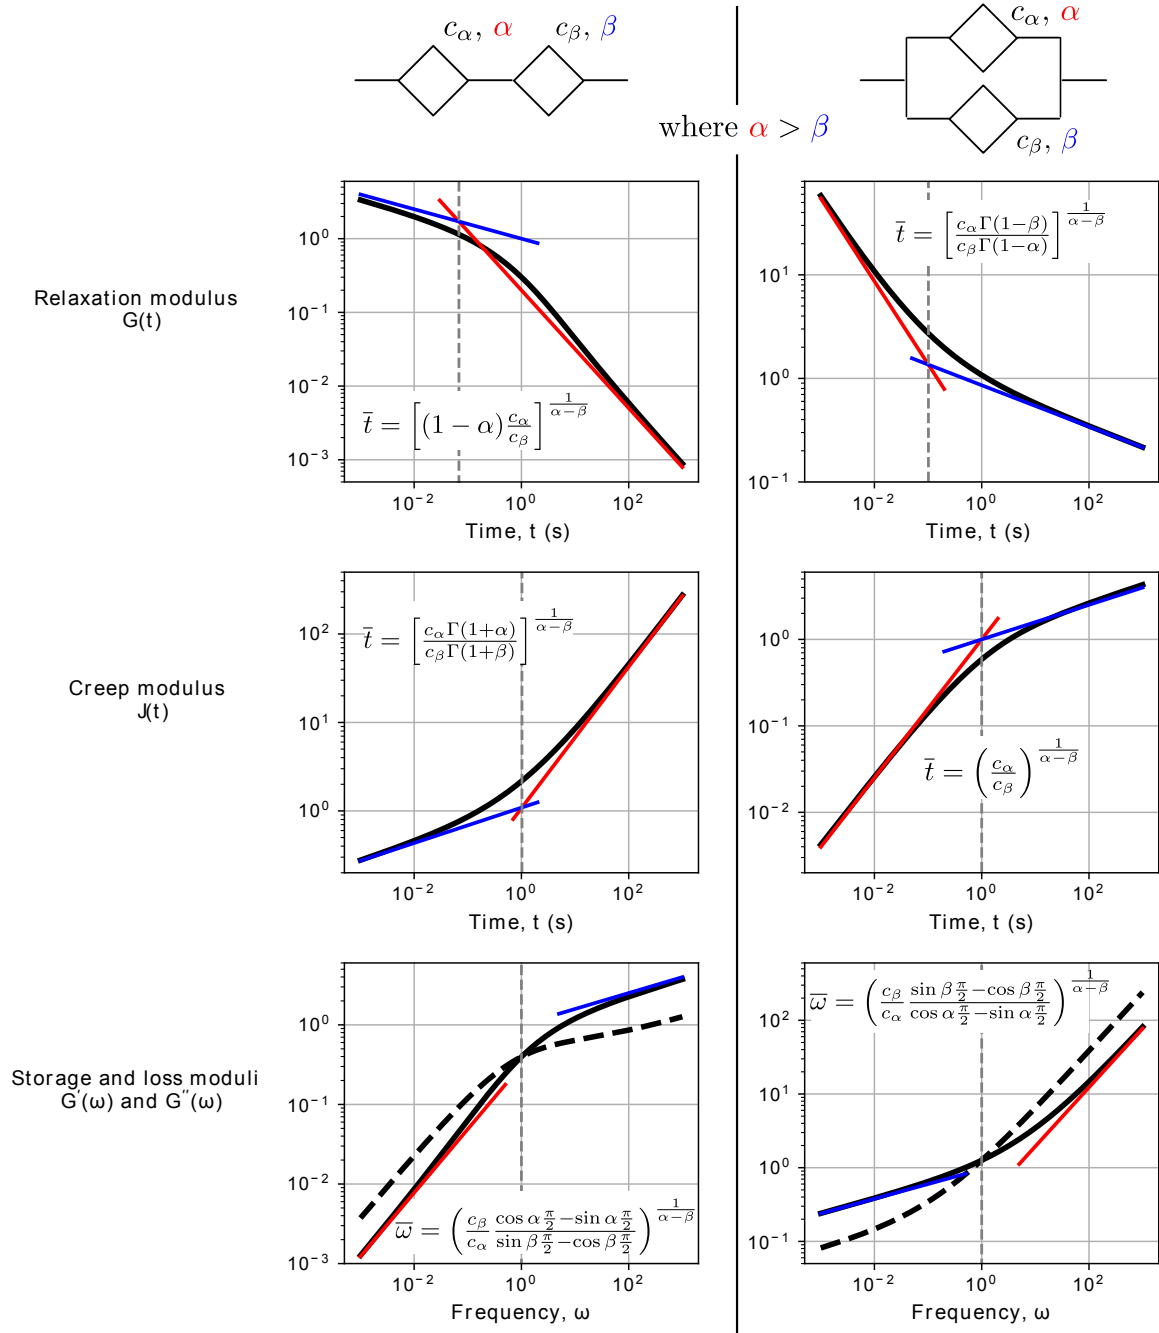 c_α, α c_β, β
c_α, α
where α > β
c_β, β
Relaxation modulus
G(t)
10^0
10^{-1}
10^{-2}
10^{-3}
t̅ = [(1 − α) c_α/c_β]^{1/(α−β)}
10^{-2} 10^0 10^2
Time, t (s)
10^1
10^0
10^{-1}
t̅ = [c_αΓ(1−β)/c_βΓ(1−α)]^{1/(α−β)}
10^{-2} 10^0 10^2
Time, t (s)
Creep modulus
J(t)
10^2
10^1
10^0
t̅ = [c_αΓ(1+α)/c_βΓ(1+β)]^{1/(α−β)}
10^{-2} 10^0 10^2
Time, t (s)
10^0
10^{-1}
10^{-2}
t̅ = (c_α/c_β)^{1/(α−β)}
10^{-2} 10^0 10^2
Time, t (s)
Storage and loss moduli
G'(ω) and G''(ω)
10^0
10^{-1}
10^{-2}
10^{-3}
ω̅ = (c_β/c_α (cos α π/2 − sin α π/2)/(sin β π/2 − cos β π/2))^{1/(α−β)}
10^{-2} 10^0 10^2
Frequency, ω
10^2
10^1
10^0
10^{-1}
ω̅ = (c_β/c_α (sin β π/2 − cos β π/2)/(cos α π/2 − sin α π/2))^{1/(α−β)}
10^{-2} 10^0 10^2
Frequency, ω